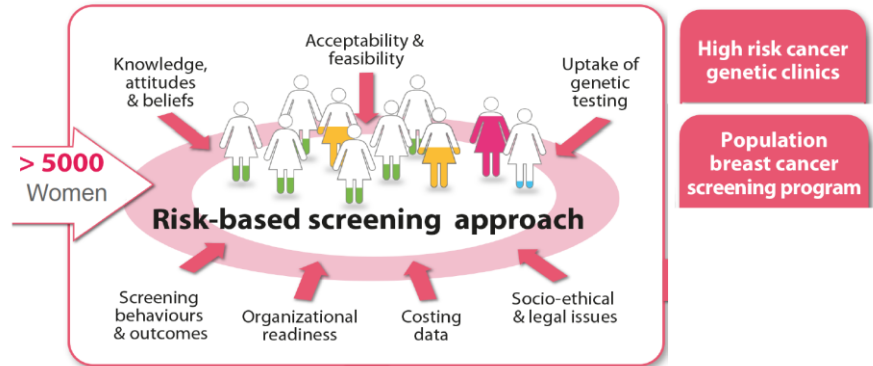 Acceptability &
feasibility
Knowledge,
attitudes
& beliefs
Uptake of
genetic
testing
> 5000
Women
Risk-based screening approach
Screening
behaviours
& outcomes
Organizational
readiness
Costing
data
Socio-ethical
& legal issues
High risk cancer
genetic clinics
Population
breast cancer
screening program